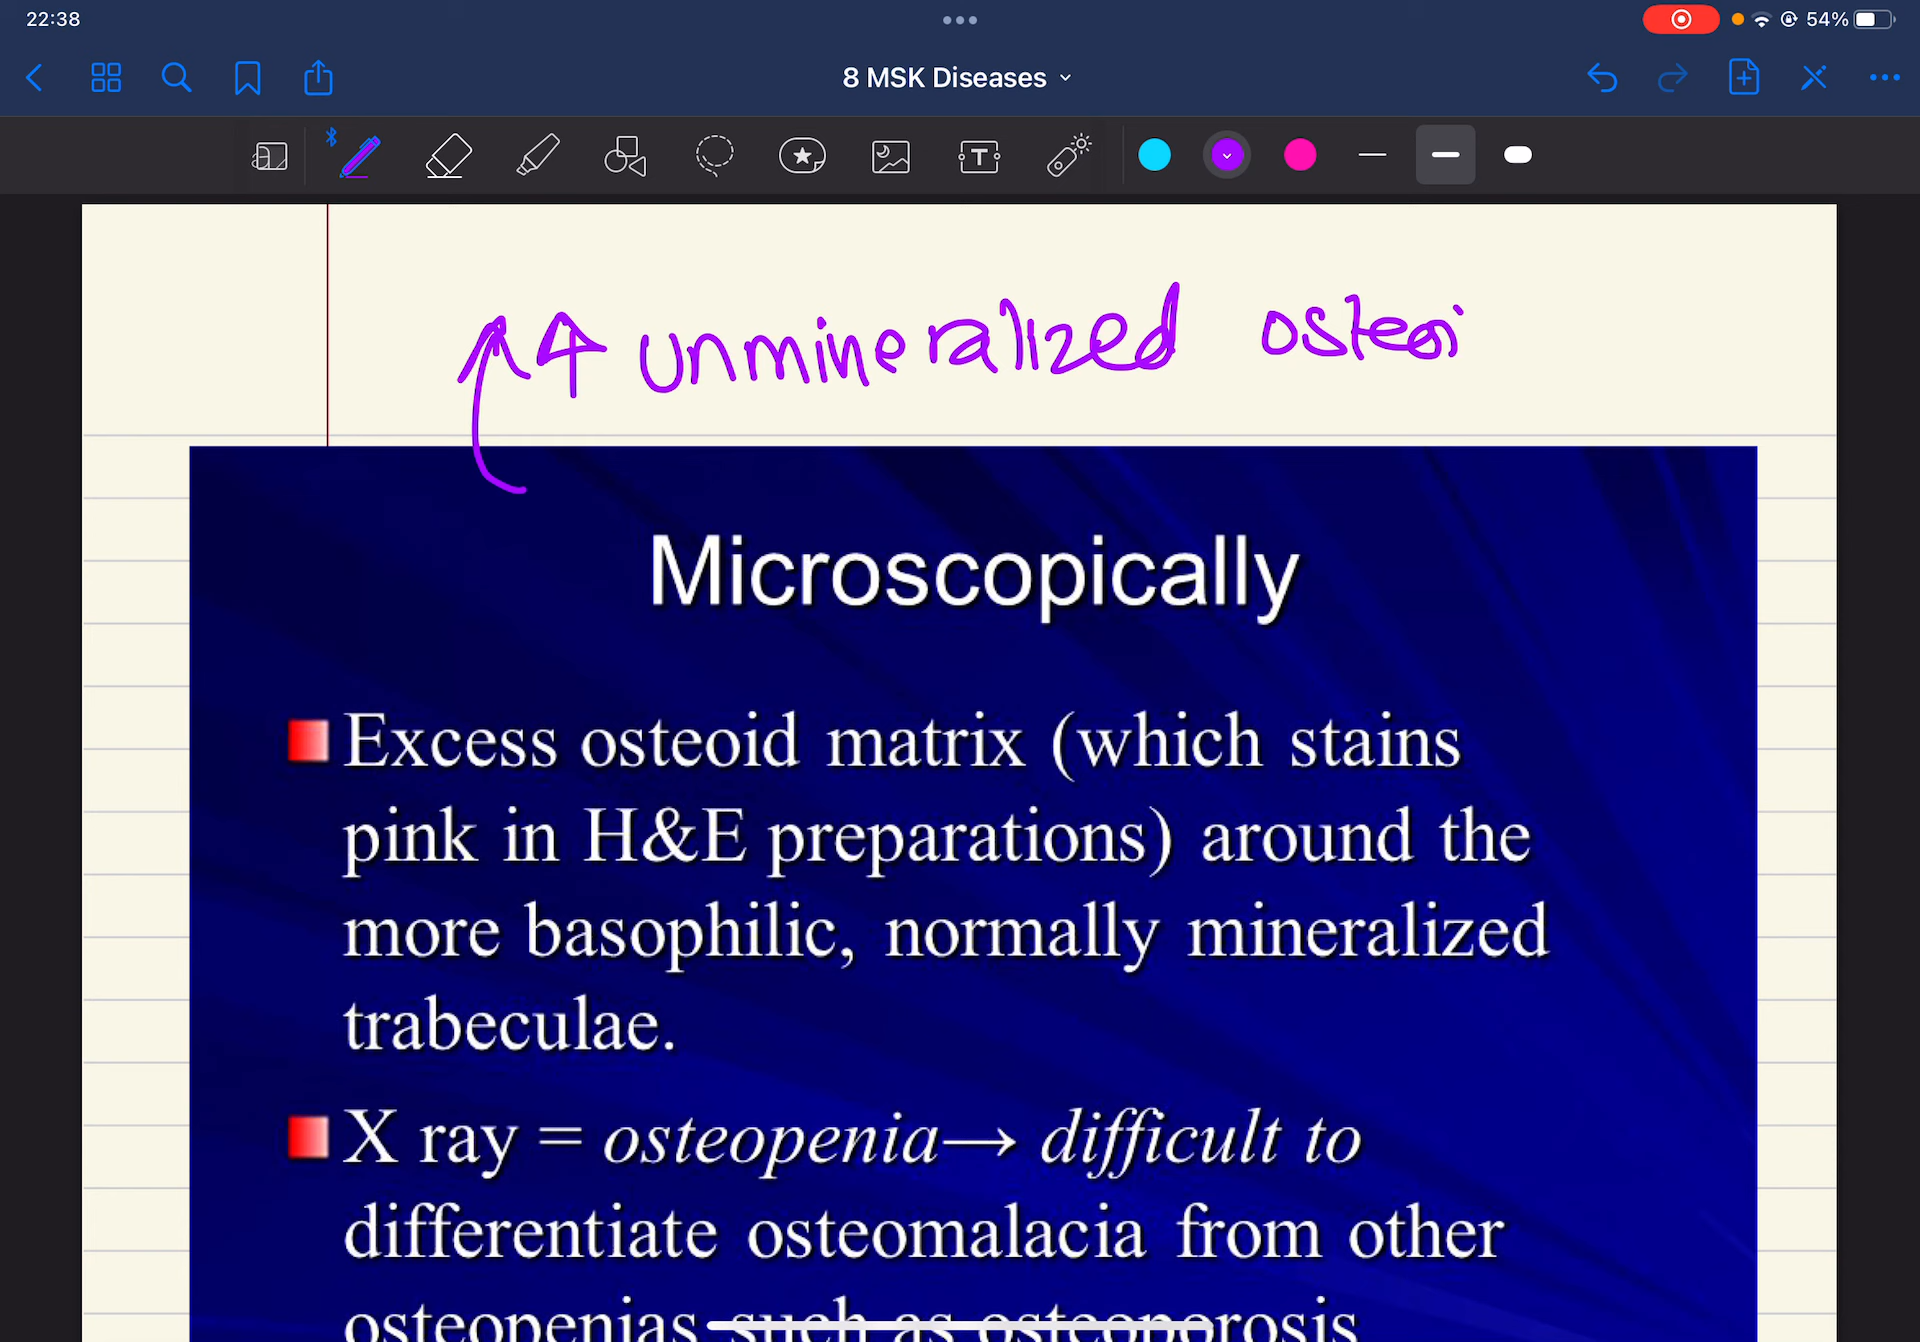 22:38
54%
8 MSK Diseases
T
↑ unmineralized osteoi
Microscopically
Excess osteoid matrix (which stains
pink in H&E preparations) around the
more basophilic, normally mineralized
trabeculae.
X ray = osteopenia→ difficult to
differentiate osteomalacia from other
osteopenias such as osteoporosis